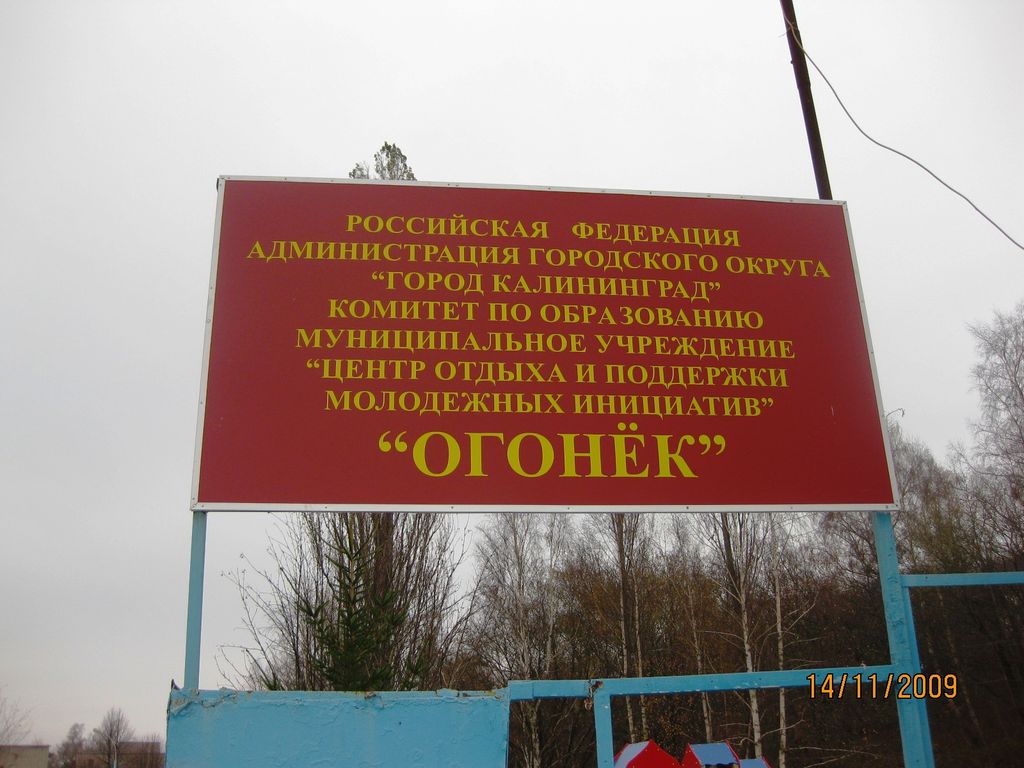 РОССИЙСКАЯ ФЕДЕРАЦИЯ
АДМИНИСТРАЦИЯ ГОРОДСКОГО ОКРУГА
“ГОРОД КАЛИНИНГРАД”
КОМИТЕТ ПО ОБРАЗОВАНИЮ
МУНИЦИПАЛЬНОЕ УЧРЕЖДЕНИЕ
“ЦЕНТР ОТДЫХА И ПОДДЕРЖКИ
МОЛОДЕЖНЫХ ИНИЦИАТИВ”
“ОГОНЁК”
14/11/2009